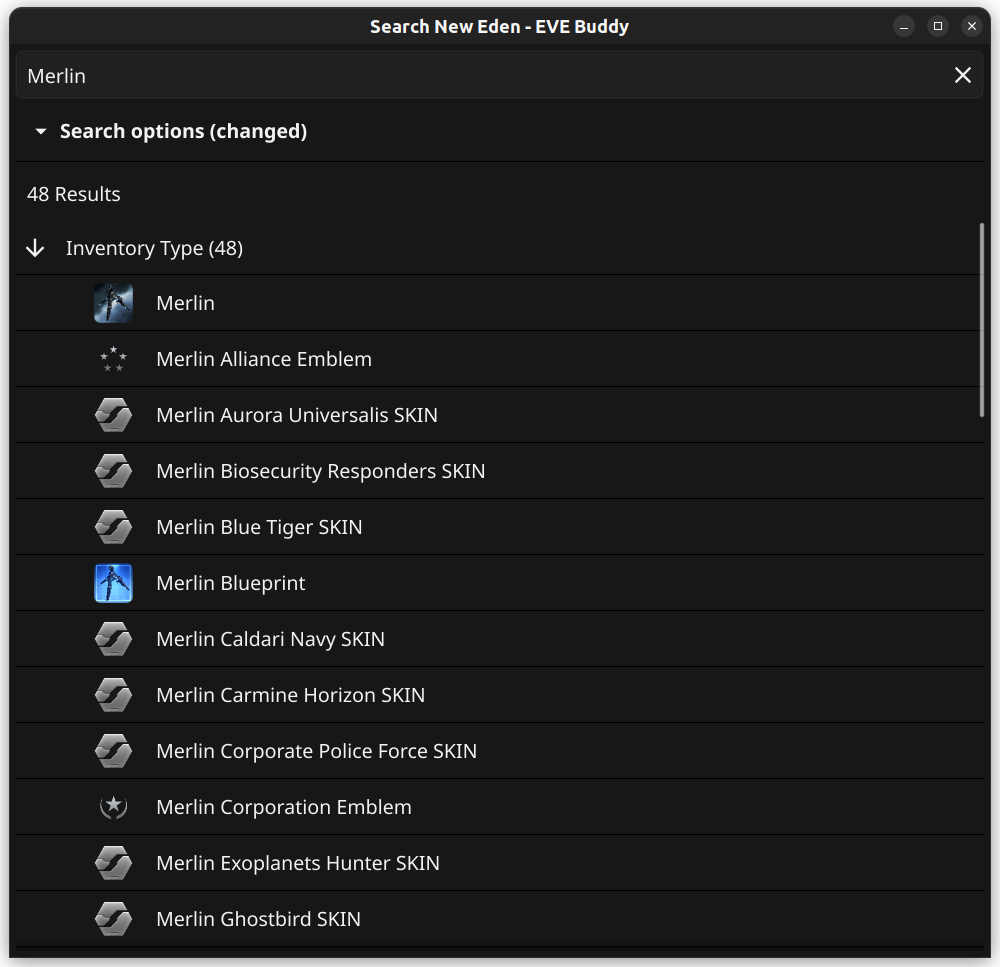 Search New Eden - EVE Buddy
Merlin
Search options (changed)
48 Results
Inventory Type (48)
Merlin
Merlin Alliance Emblem
Merlin Aurora Universalis SKIN
Merlin Biosecurity Responders SKIN
Merlin Blue Tiger SKIN
Merlin Blueprint
Merlin Caldari Navy SKIN
Merlin Carmine Horizon SKIN
Merlin Corporate Police Force SKIN
Merlin Corporation Emblem
Merlin Exoplanets Hunter SKIN
Merlin Ghostbird SKIN